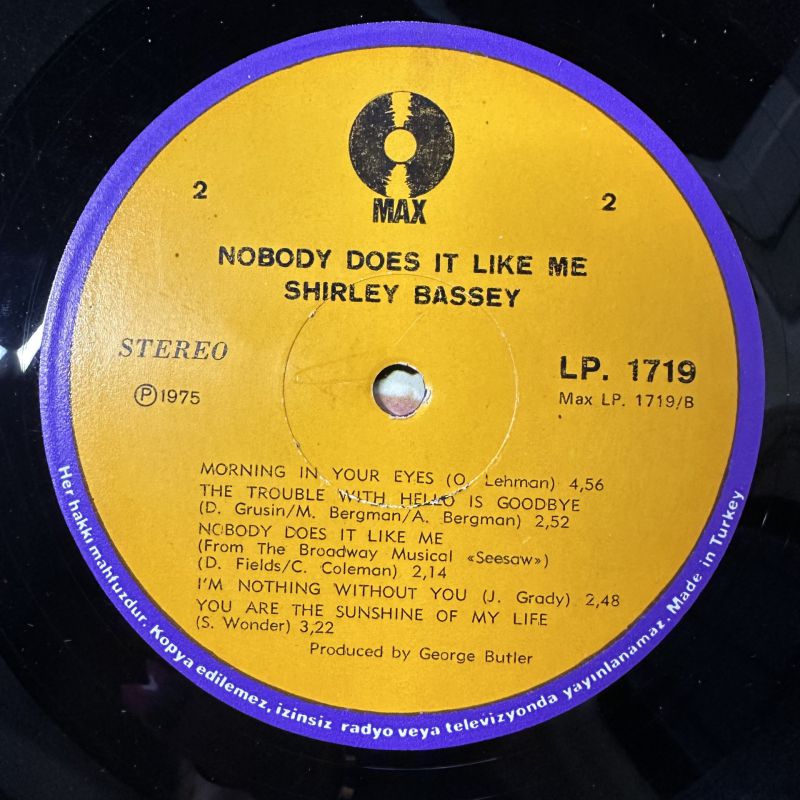 MAX
2
2
NOBODY DOES IT LIKE ME
SHIRLEY BASSEY
STEREO
LP. 1719
Ⓟ1975
Max LP. 1719/B
MORNING IN YOUR EYES (O. Lehman) 4,56
THE TROUBLE WITH HELLO IS GOODBYE
(D. Grusin/M. Bergman/A. Bergman) 2,52
NOBODY DOES IT LIKE ME
(From The Broadway Musical «Seesaw»)
(D. Fields/C. Coleman) 2,14
I'M NOTHING WITHOUT YOU (J. Grady) 2,48
YOU ARE THE SUNSHINE OF MY LIFE
(S. Wonder) 3,22
Produced by George Butler
Her hakkı mahfuzdur. Kopya edilemez, izinsiz radyo veya televizyonda yayınlanamaz. Made in Turkey